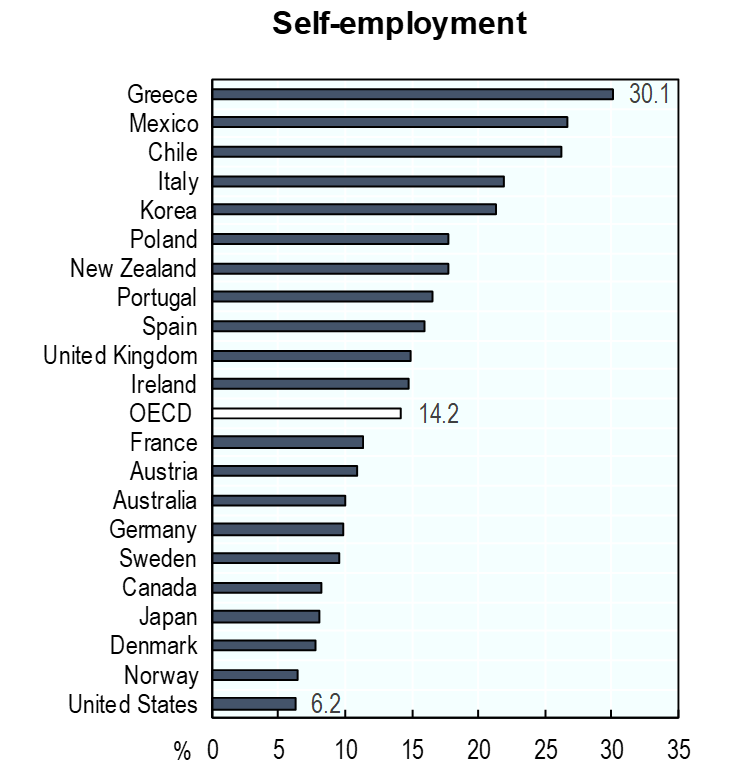 Self-employment
Greece 30.1
Mexico
Chile
Italy
Korea
Poland
New Zealand
Portugal
Spain
United Kingdom
Ireland
OECD 14.2
France
Austria
Australia
Germany
Sweden
Canada
Japan
Denmark
Norway
United States 6.2
% 0 5 10 15 20 25 30 35